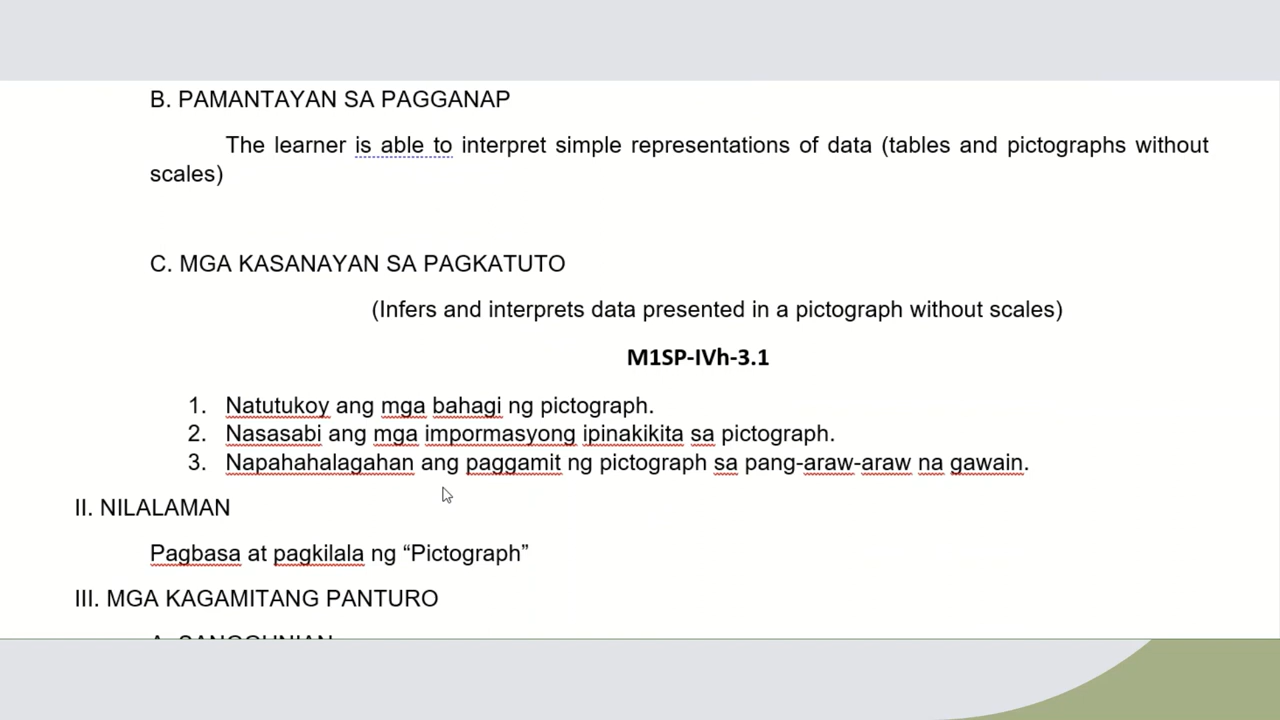 B. PAMANTAYAN SA PAGGANAP
The learner is able to interpret simple representations of data (tables and pictographs without
scales)
C. MGA KASANAYAN SA PAGKATUTO
(Infers and interprets data presented in a pictograph without scales)
M1SP-IVh-3.1
1. Natutukoy ang mga bahagi ng pictograph.
2. Nasasabi ang mga impormasyong ipinakikita sa pictograph.
3. Napahahalagahan ang paggamit ng pictograph sa pang-araw-araw na gawain.
II. NILALAMAN
Pagbasa at pagkilala ng “Pictograph”
III. MGA KAGAMITANG PANTURO